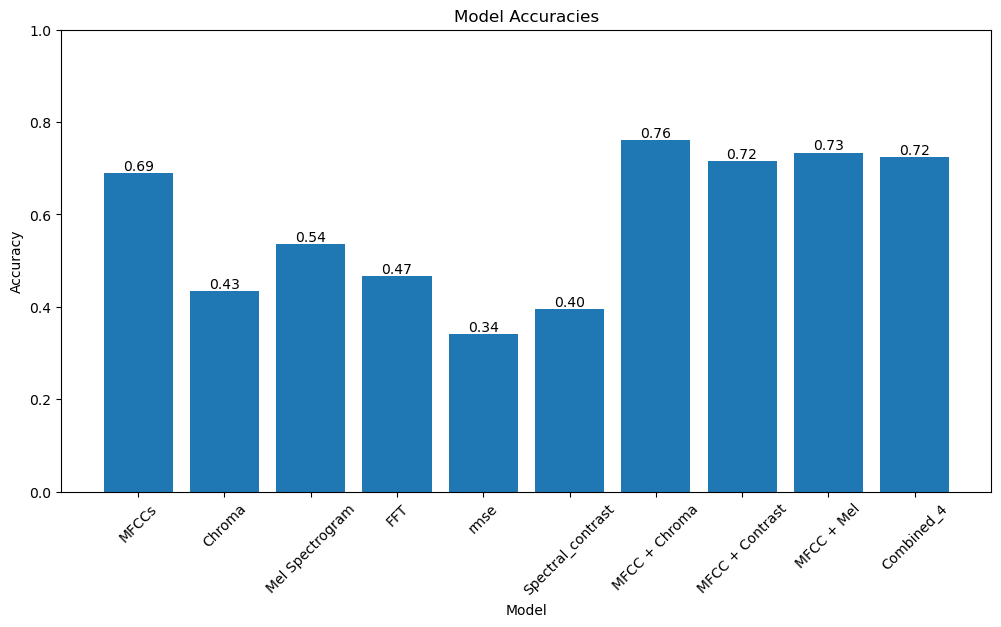 Model Accuracies
Accuracy
1.0
0.8
0.6
0.4
0.2
0.0
0.69
0.43
0.54
0.47
0.34
0.40
0.76
0.72
0.73
0.72
MFCCs
Chroma
Mel Spectrogram
FFT
rmse
Spectral_contrast
MFCC + Chroma
MFCC + Contrast
MFCC + Mel
Combined_4
Model